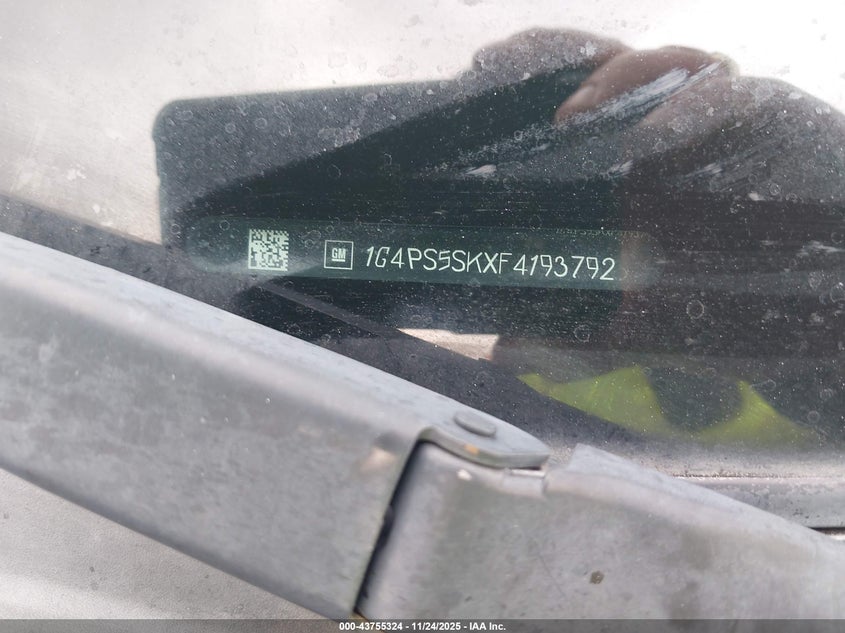 GM 1G4PS5SKXF4193792
000-43755324 | 11/24/2025 - IAA Inc.